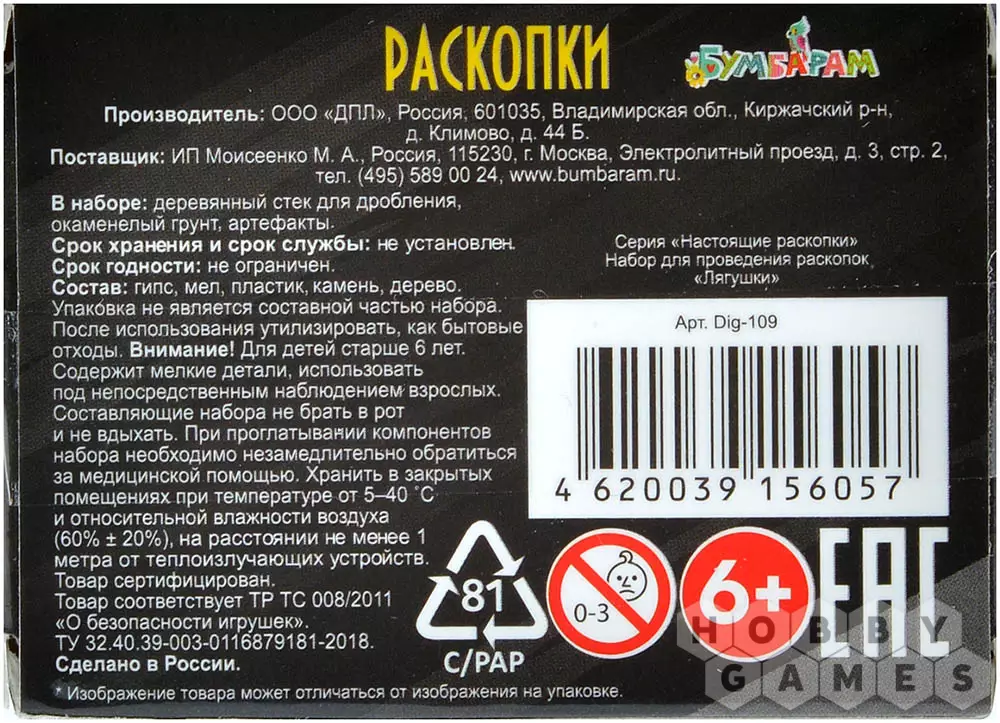 РАСКОПКИ
БУМБАРАМ
Производитель: ООО «ДПЛ», Россия, 601035, Владимирская обл., Киржачский р-н,
д. Климово, д. 44 Б.
Поставщик: ИП Моисеенко М. А., Россия, 115230, г. Москва, Электролитный проезд, д. 3, стр. 2,
тел. (495) 589 00 24, www.bumbaram.ru.
В наборе: деревянный стек для дробления,
окаменелый грунт, артефакты.
Срок хранения и срок службы: не установлен.
Срок годности: не ограничен.
Состав: гипс, мел, пластик, камень, дерево.
Упаковка не является составной частью набора.
После использования утилизировать, как бытовые
отходы. Внимание! Для детей старше 6 лет.
Содержит мелкие детали, использовать
под непосредственным наблюдением взрослых.
Составляющие набора не брать в рот
и не вдыхать. При проглатывании компонентов
набора необходимо незамедлительно обратиться
за медицинской помощью. Хранить в закрытых
помещениях при температуре от 5–40 °С
и относительной влажности воздуха
(60% ± 20%), на расстоянии не менее 1
метра от теплоизлучающих устройств.
Товар сертифицирован.
Товар соответствует ТР ТС 008/2011
«О безопасности игрушек».
ТУ 32.40.39-003-0116879181-2018.
Сделано в России.
* Изображение товара может отличаться от изображения на упаковке.
Серия «Настоящие раскопки»
Набор для проведения раскопок
«Лягушки»
Арт. Dig-109
4 620039 156057
81
C/PAP
0-3
6+
EAC
HOBBY
GAMES